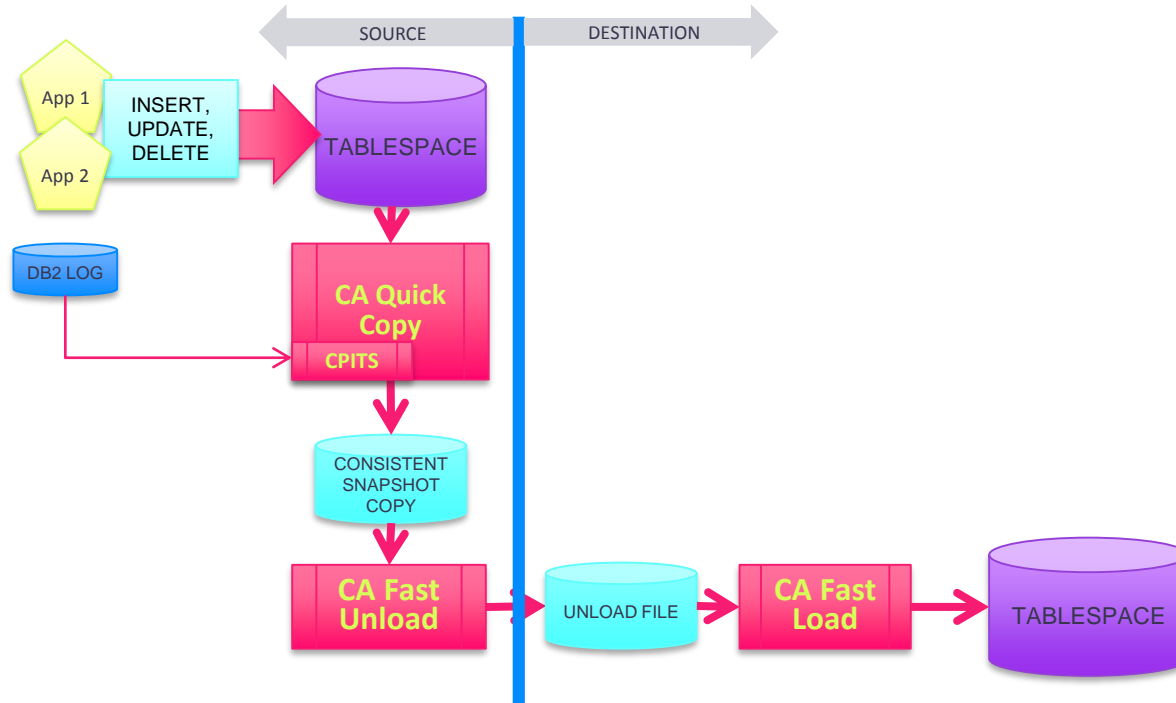 SOURCE
DESTINATION
App 1
App 2
INSERT,
UPDATE,
DELETE
TABLESPACE
DB2 LOG
CA Quick
Copy
CPITS
CONSISTENT
SNAPSHOT
COPY
CA Fast
Unload
UNLOAD FILE
CA Fast
Load
TABLESPACE